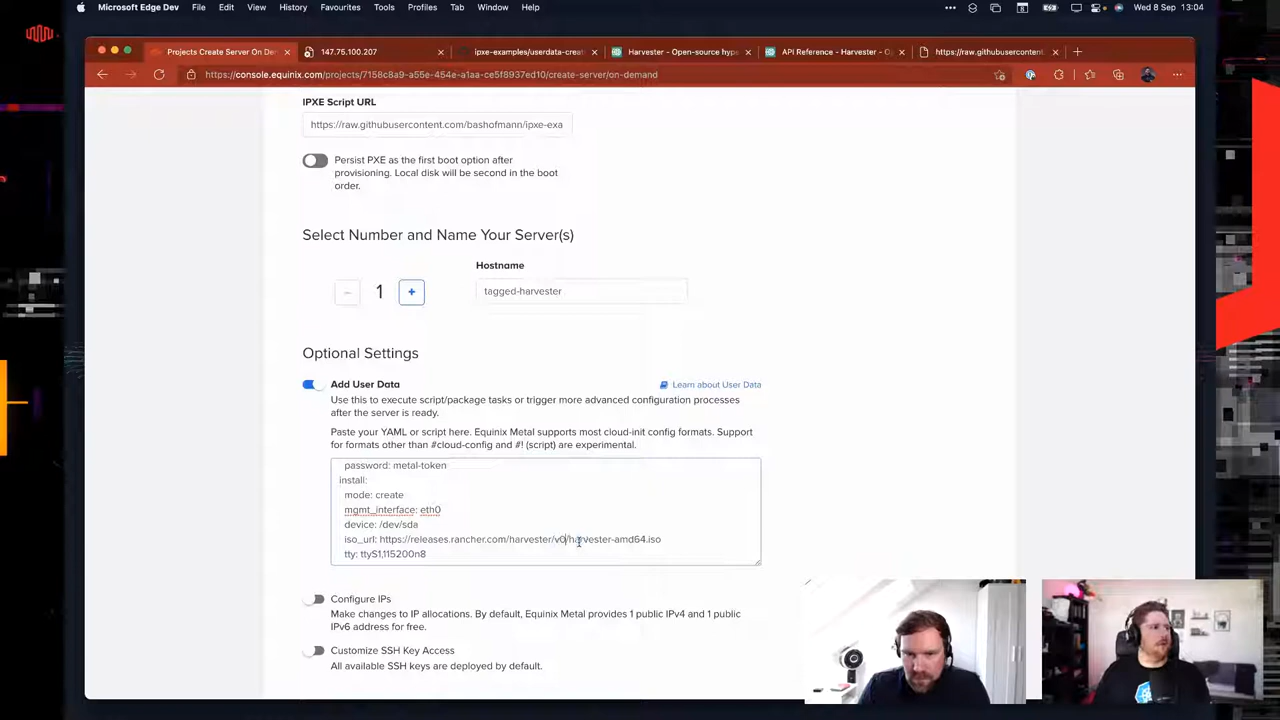 Microsoft Edge Dev File Edit View History Favourites Tools Profiles Tab Window Help Wed 8 Sep 13:04
Projects Create Server On Dem × 147.75.100.207 × ipxe-examples/userdata-creat × Harvester - Open-source hype × API Reference - Harvester - O × https://raw.githubusercontent. ×
https://console.equinix.com/projects/7158c8a9-a55e-454e-a1aa-ce5f8937ed10/create-server/on-demand
IPXE Script URL
https://raw.githubusercontent.com/bashofmann/ipxe-exa
Persist PXE as the first boot option after
provisioning. Local disk will be second in the boot
order.
Select Number and Name Your Server(s)
Hostname
1
tagged-harvester
Optional Settings
Add User Data
Learn about User Data
Use this to execute script/package tasks or trigger more advanced configuration processes
after the server is ready.
Paste your YAML or script here. Equinix Metal supports most cloud-init config formats. Support
for formats other than #cloud-config and #! (script) are experimental.
password: metal-token
install:
mode: create
mgmt_interface: eth0
device: /dev/sda
iso_url: https://releases.rancher.com/harvester/v0/harvester-amd64.iso
tty: ttyS1,115200n8
Configure IPs
Make changes to IP allocations. By default, Equinix Metal provides 1 public IPv4 and 1 public
IPv6 address for free.
Customize SSH Key Access
All available SSH keys are deployed by default.